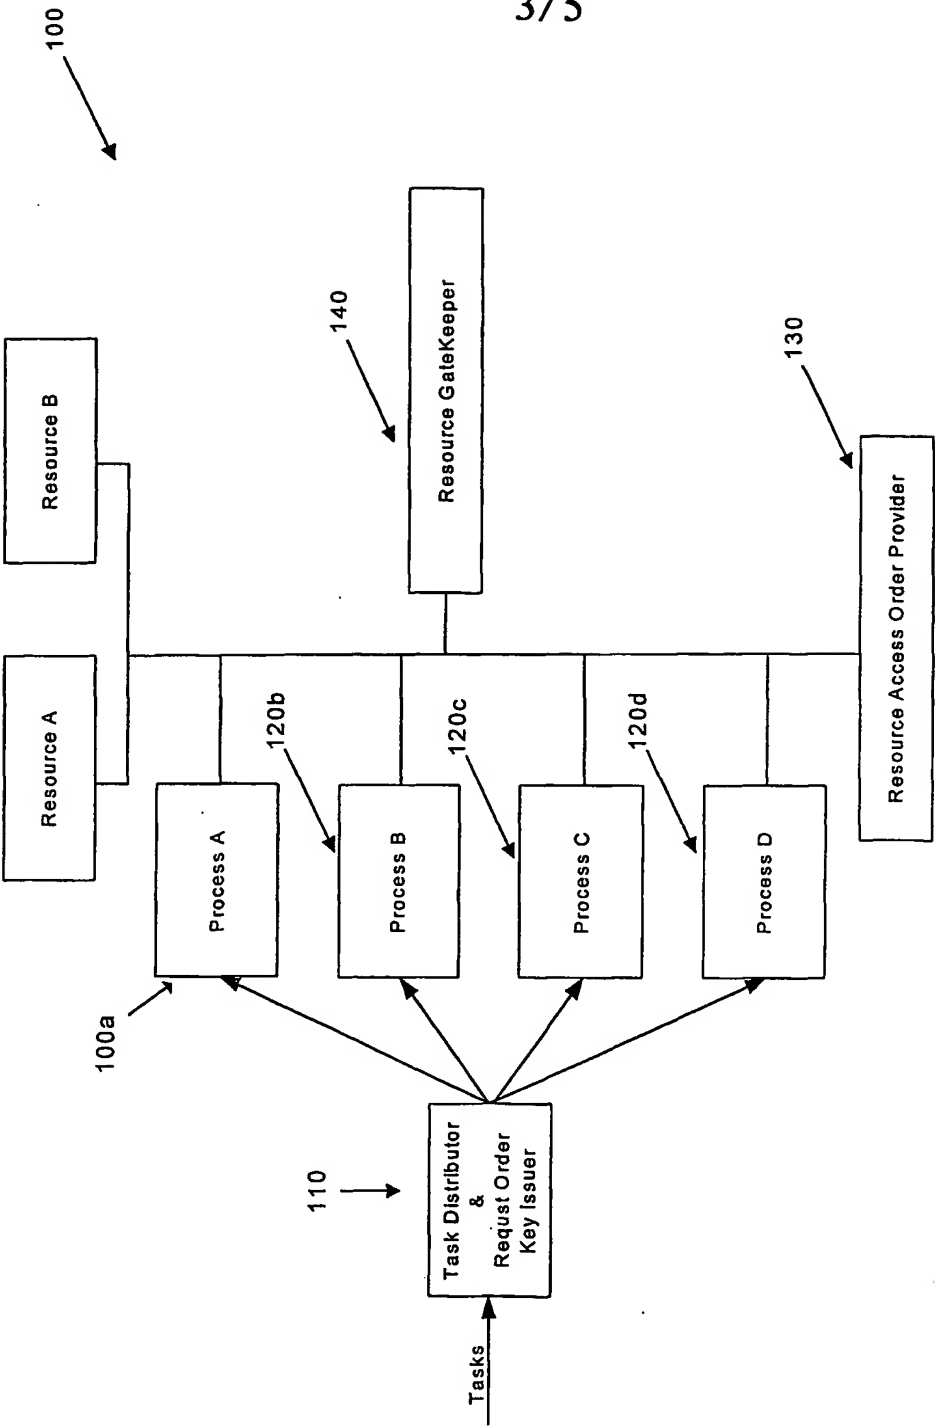 3/5
100
Resource A
Resource B
140
Resource GateKeeper
130
Resource Access Order Provider
100a
Process A
120b
Process B
120c
Process C
120d
Process D
110
Task Distributor
&
Requst Order
Key Issuer
Tasks